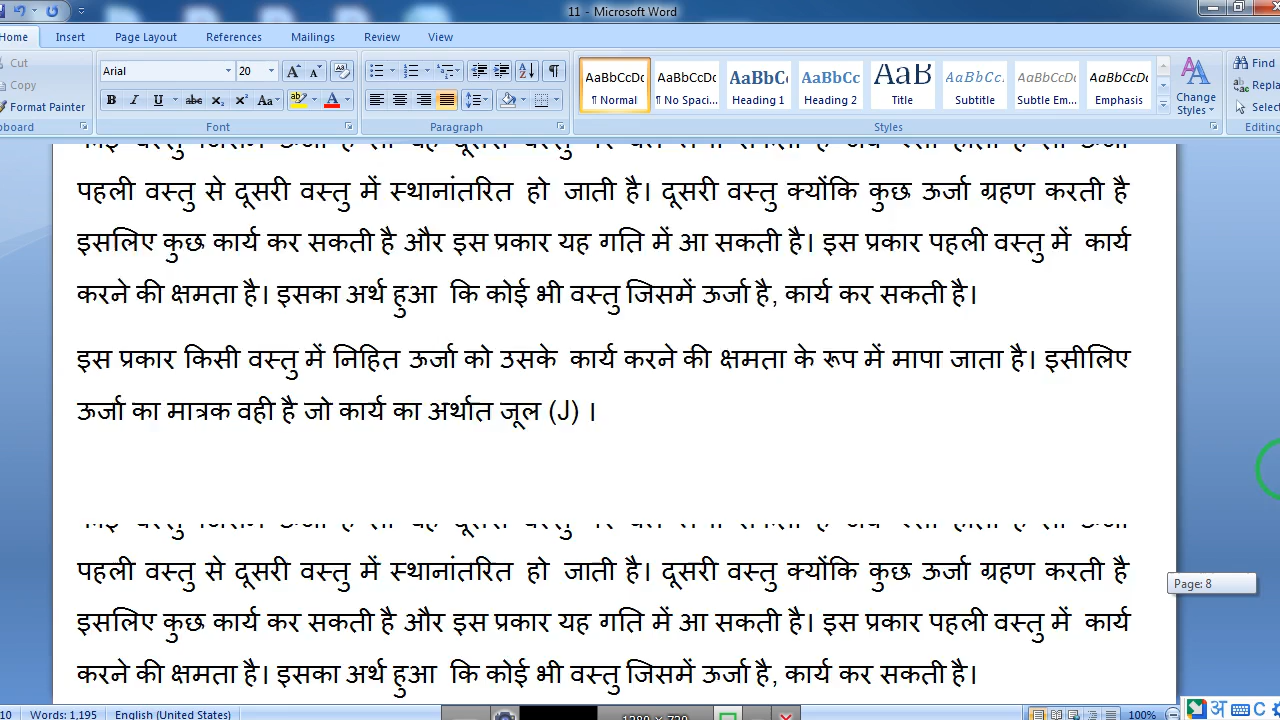 11 - Microsoft Word
Home Insert Page Layout References Mailings Review View
Cut
Copy
Format Painter
Arial 20
AaBbCcDc AaBbCcDc AaBbC AaBbCc AaB AaBbCc. AaBbCcDc AaBbCcDc
¶ Normal ¶ No Spaci... Heading 1 Heading 2 Title Subtitle Subtle Em... Emphasis
Change Styles
Find
Font Paragraph Styles
पहली वस्तु से दूसरी वस्तु में स्थानांतरित हो जाती है। दूसरी वस्तु क्योंकि कुछ ऊर्जा ग्रहण करती है
इसलिए कुछ कार्य कर सकती है और इस प्रकार यह गति में आ सकती है। इस प्रकार पहली वस्तु में कार्य
करने की क्षमता है। इसका अर्थ हुआ कि कोई भी वस्तु जिसमें ऊर्जा है, कार्य कर सकती है।
इस प्रकार किसी वस्तु में निहित ऊर्जा को उसके कार्य करने की क्षमता के रूप में मापा जाता है। इसीलिए
ऊर्जा का मात्रक वही है जो कार्य का अर्थात जूल (J) ।
पहली वस्तु से दूसरी वस्तु में स्थानांतरित हो जाती है। दूसरी वस्तु क्योंकि कुछ ऊर्जा ग्रहण करती है
Page: 8
इसलिए कुछ कार्य कर सकती है और इस प्रकार यह गति में आ सकती है। इस प्रकार पहली वस्तु में कार्य
करने की क्षमता है। इसका अर्थ हुआ कि कोई भी वस्तु जिसमें ऊर्जा है, कार्य कर सकती है।
10 Words: 1,195 English (United States) 100%